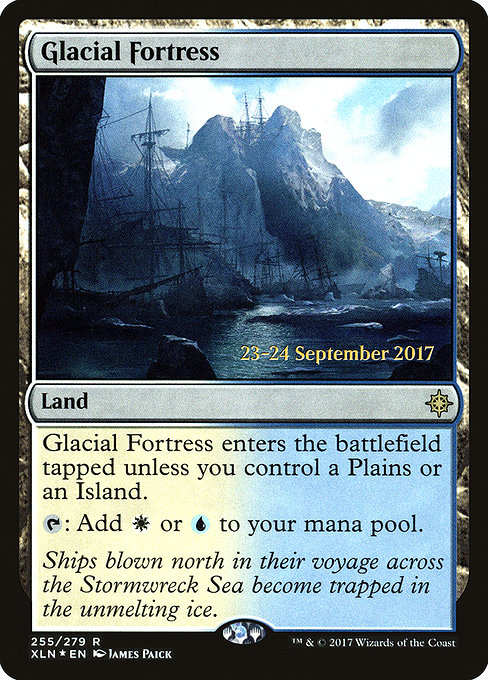 Glacial Fortress
23–24 September 2017
Land
Glacial Fortress enters the battlefield
tapped unless you control a Plains or
an Island.
: Add or to your mana pool.
Ships blown north in their voyage across
the Stormwreck Sea become trapped in
the unmelting ice.
255/279 R
XLN★EN James Paick
™ & © 2017 Wizards of the Coast